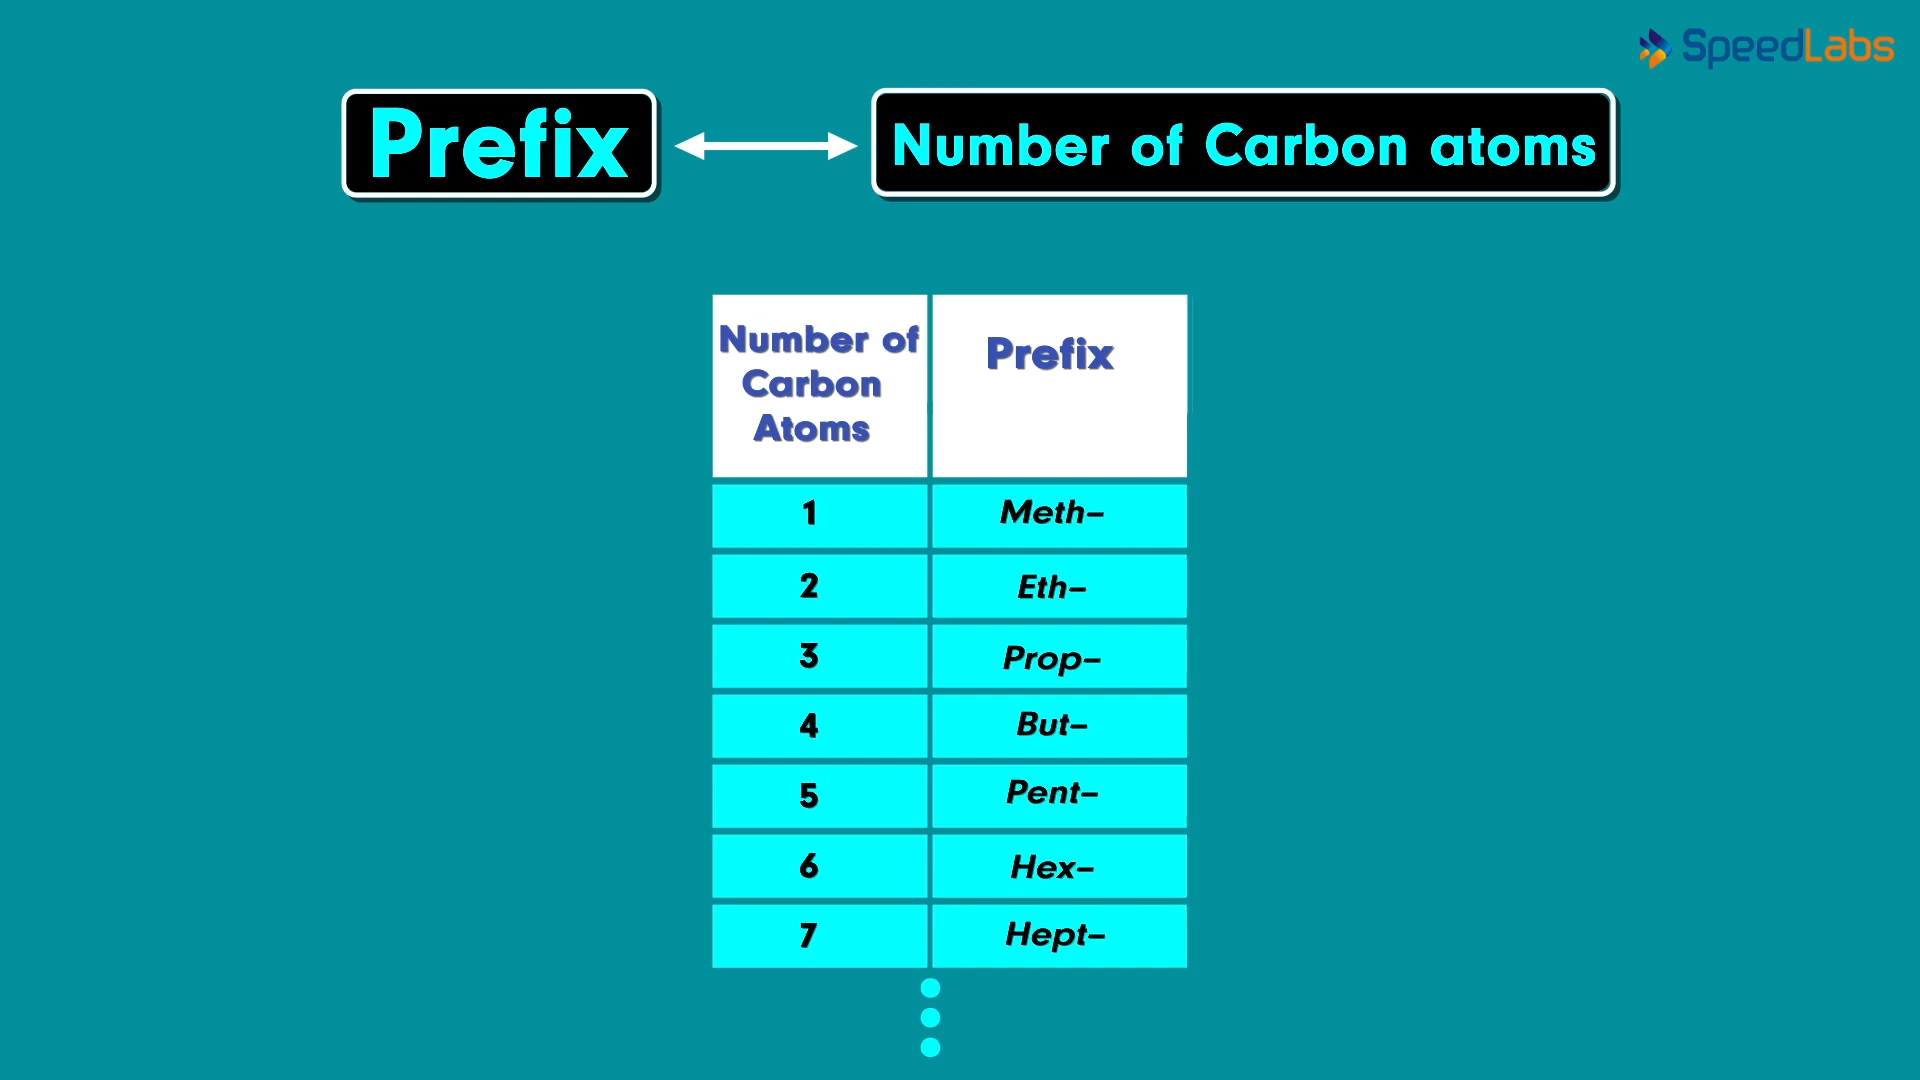 SpeedLabs
Prefix
Number of Carbon atoms
Number of
Carbon
Atoms
Prefix
1 Meth–
2 Eth–
3 Prop–
4 But–
5 Pent–
6 Hex–
7 Hept–